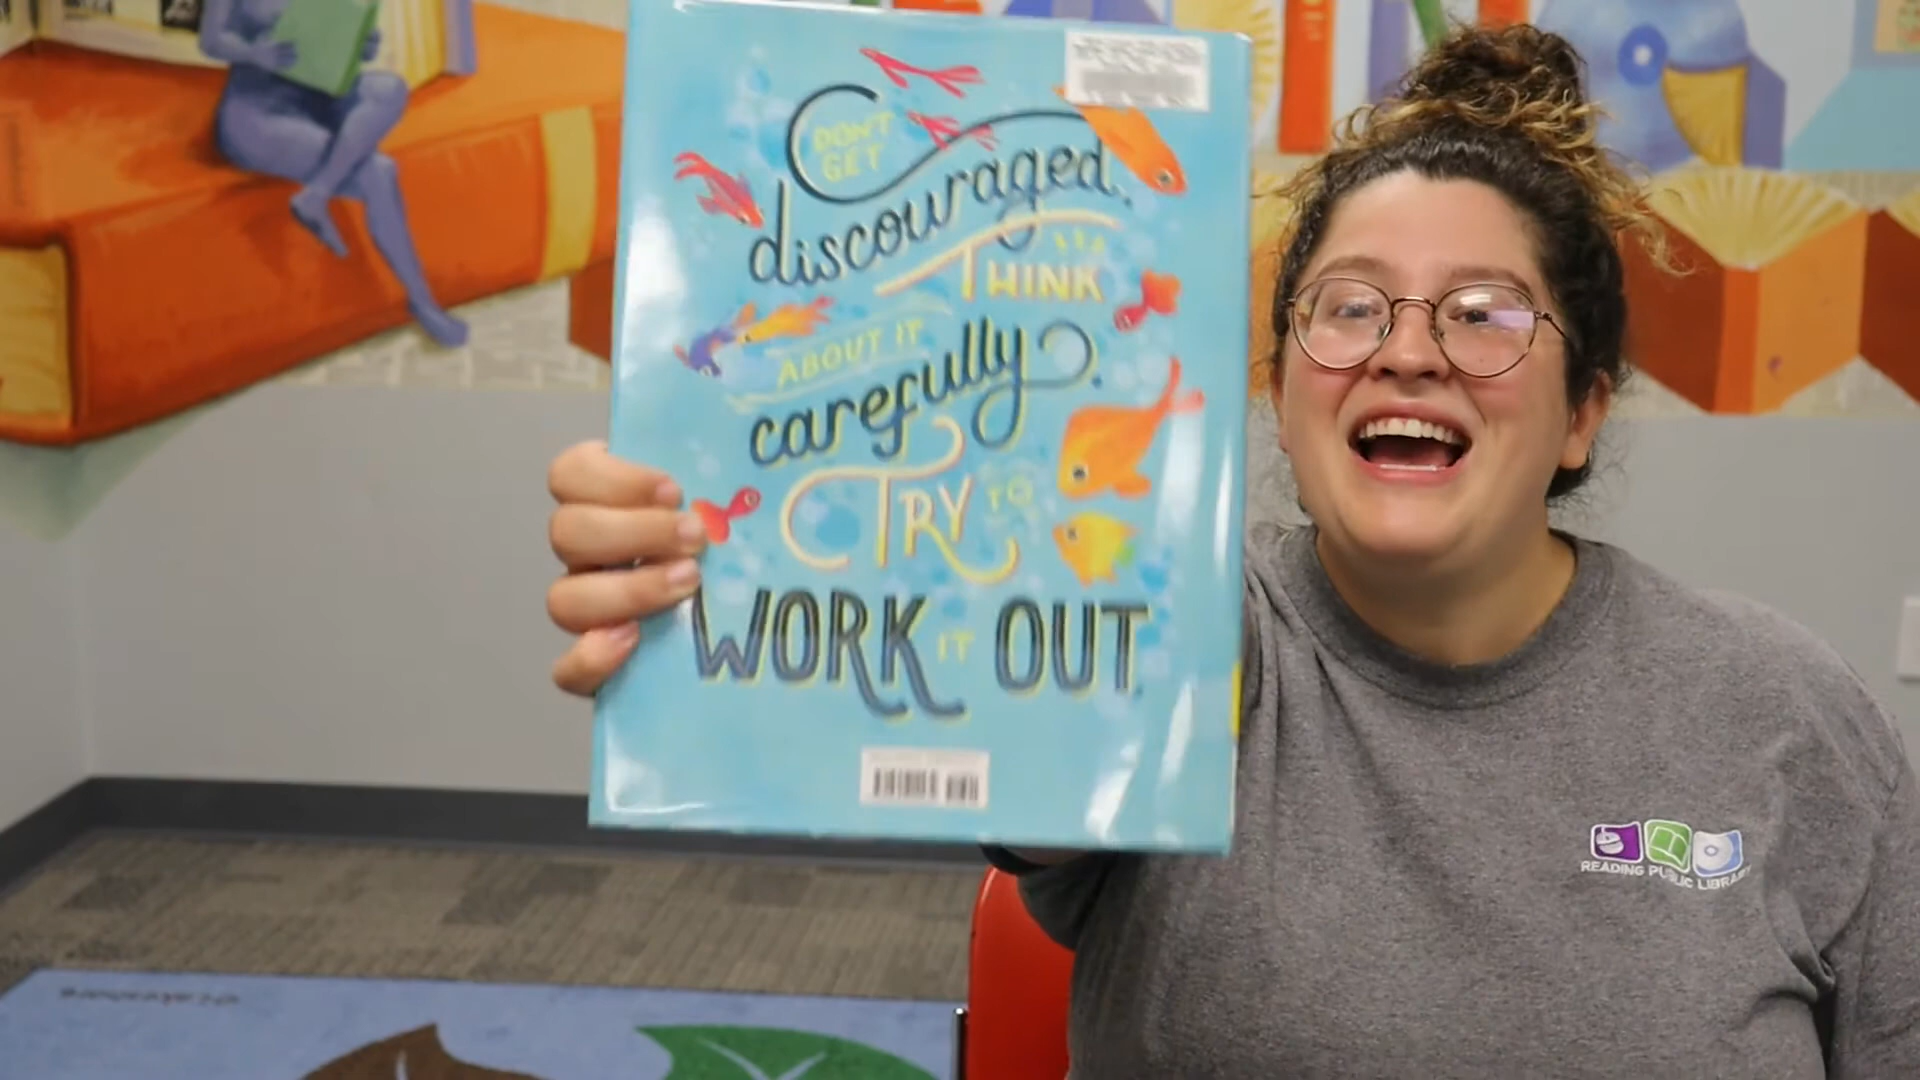 DON'T
GET
discouraged.
THINK
ABOUT IT
carefully.
TRY TO
WORK IT OUT.
READING PUBLIC LIBRARY